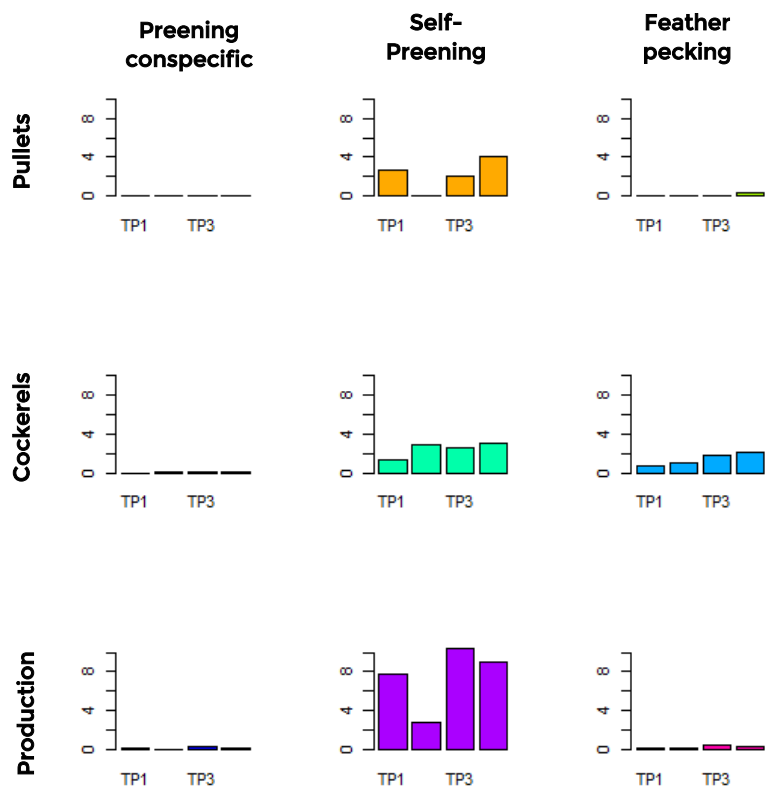 Preening
conspecific
Self-
Preening
Feather
pecking
Pullets
8
4
0
TP1 TP3
8
4
0
TP1 TP3
8
4
0
TP1 TP3
Cockerels
8
4
0
TP1 TP3
8
4
0
TP1 TP3
8
4
0
TP1 TP3
Production
8
4
0
TP1 TP3
8
4
0
TP1 TP3
8
4
0
TP1 TP3